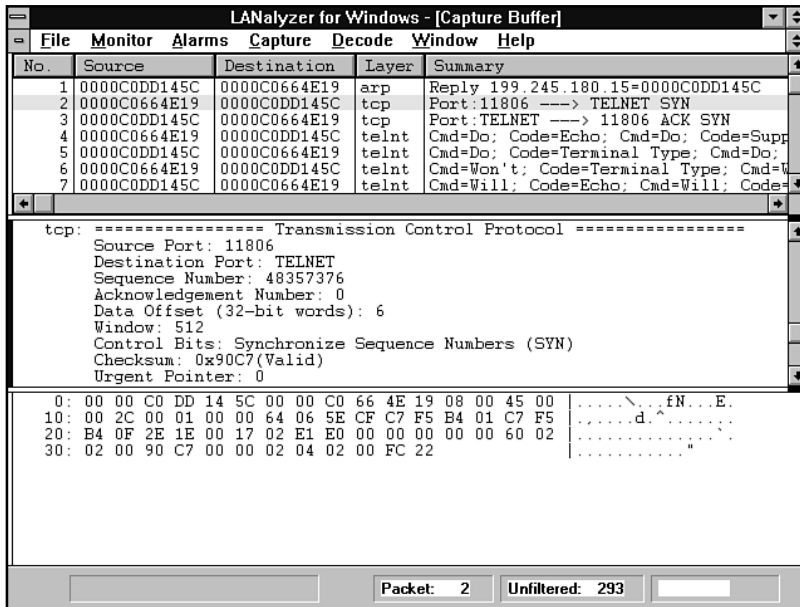 LANalyzer for Windows - [Capture Buffer]
File Monitor Alarms Capture Decode Window Help
No. Source Destination Layer Summary
1 0000C0DD145C 0000C0664E19 arp Reply 199.245.180.15=0000C0DD145C
2 0000C0664E19 0000C0DD145C tcp Port:11806 ---> TELNET SYN
3 0000C0DD145C 0000C0664E19 tcp Port:TELNET ---> 11806 ACK SYN
4 0000C0664E19 0000C0DD145C telnt Cmd=Do; Code=Echo; Cmd=Do; Code=Supp
5 0000C0DD145C 0000C0664E19 telnt Cmd=Do; Code=Terminal Type; Cmd=Do;
6 0000C0664E19 0000C0DD145C telnt Cmd=Won't; Code=Terminal Type; Cmd=W
7 0000C0DD145C 0000C0664E19 telnt Cmd=Will; Code=Echo; Cmd=Will; Code=
tcp: ================= Transmission Control Protocol =================
Source Port: 11806
Destination Port: TELNET
Sequence Number: 48357376
Acknowledgement Number: 0
Data Offset (32-bit words): 6
Window: 512
Control Bits: Synchronize Sequence Numbers (SYN)
Checksum: 0x90C7(Valid)
Urgent Pointer: 0
0: 00 00 C0 DD 14 5C 00 00 C0 66 4E 19 08 00 45 00 |.....\...fN...E.
10: 00 2C 00 01 00 00 64 06 5E CF C7 F5 B4 01 C7 F5 |.,....d.^.......
20: B4 0F 2E 1E 00 17 02 E1 E0 00 00 00 00 00 60 02 |..............`.
30: 02 00 90 C7 00 00 02 04 02 00 FC 22 |..........."
Packet: 2 Unfiltered: 293